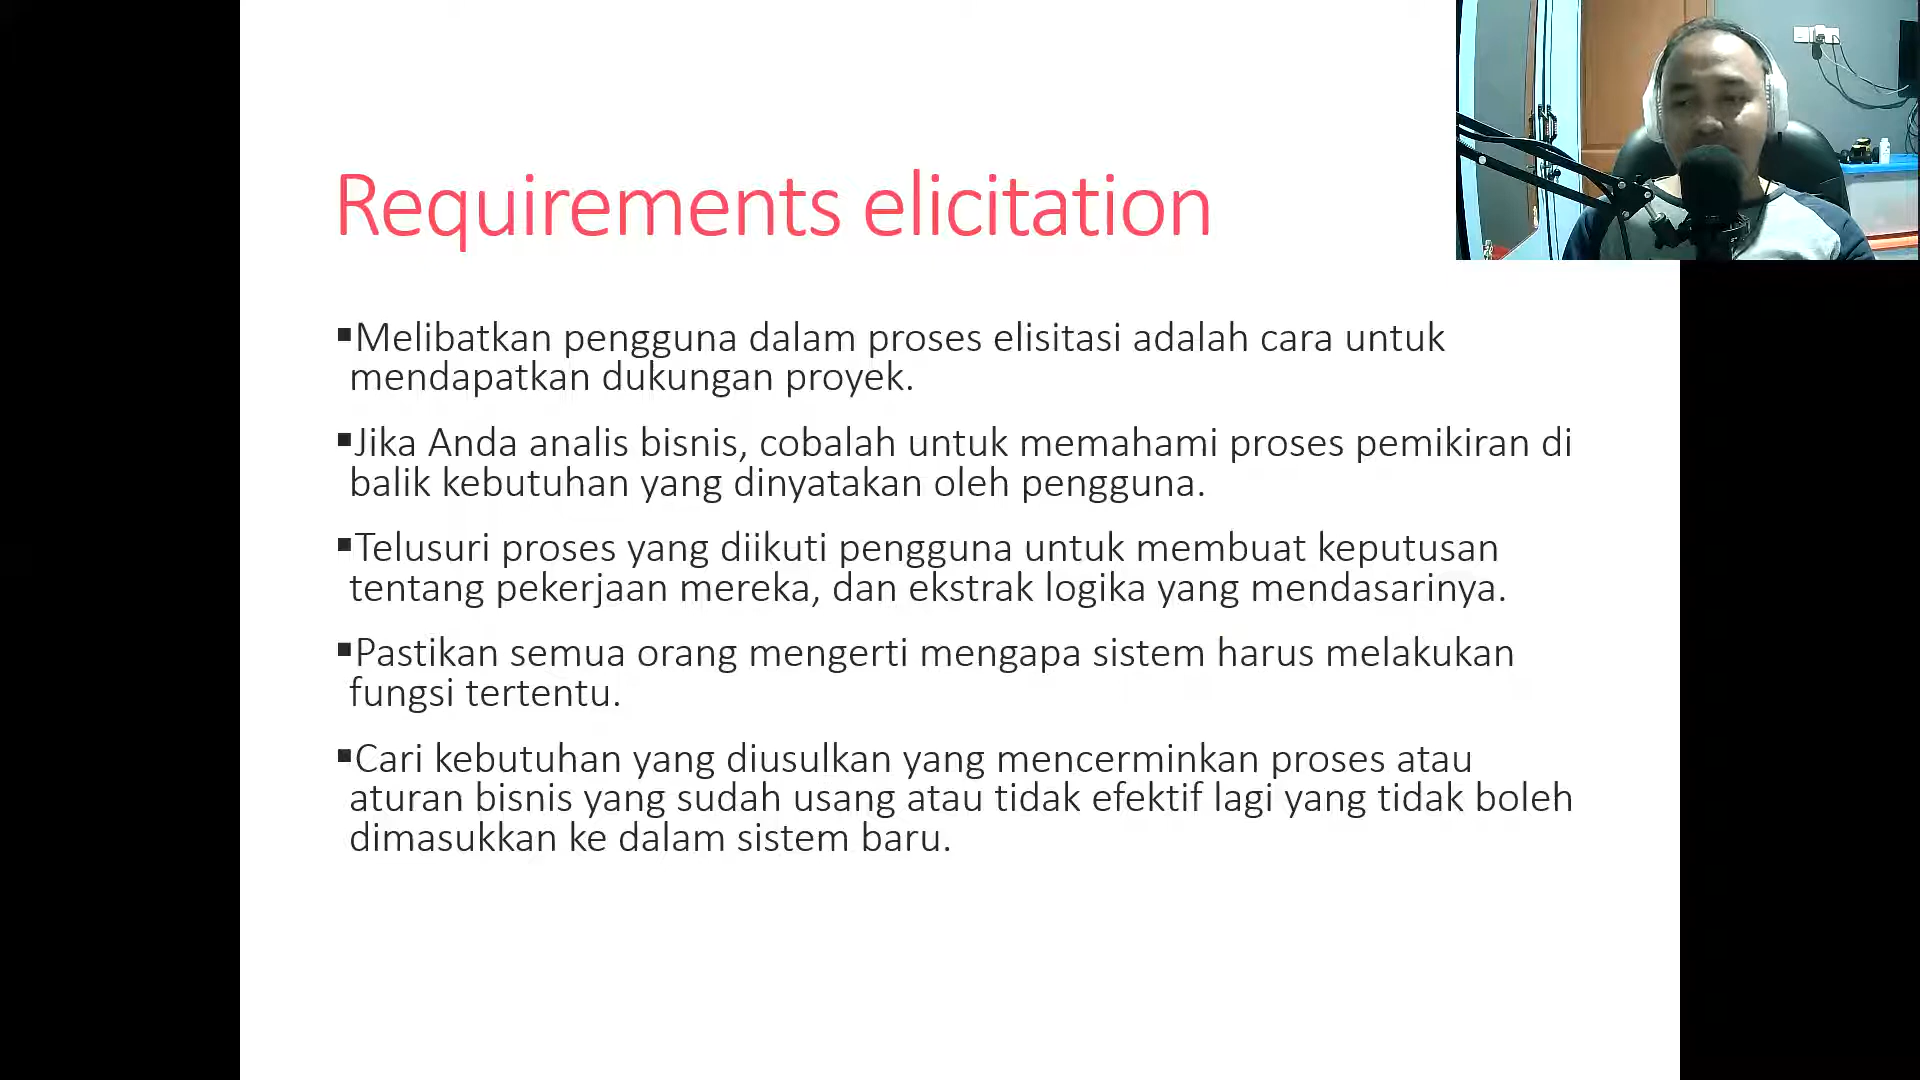 Requirements elicitation
▪Melibatkan pengguna dalam proses elisitasi adalah cara untuk
mendapatkan dukungan proyek.
▪Jika Anda analis bisnis, cobalah untuk memahami proses pemikiran di
balik kebutuhan yang dinyatakan oleh pengguna.
▪Telusuri proses yang diikuti pengguna untuk membuat keputusan
tentang pekerjaan mereka, dan ekstrak logika yang mendasarinya.
▪Pastikan semua orang mengerti mengapa sistem harus melakukan
fungsi tertentu.
▪Cari kebutuhan yang diusulkan yang mencerminkan proses atau
aturan bisnis yang sudah usang atau tidak efektif lagi yang tidak boleh
dimasukkan ke dalam sistem baru.